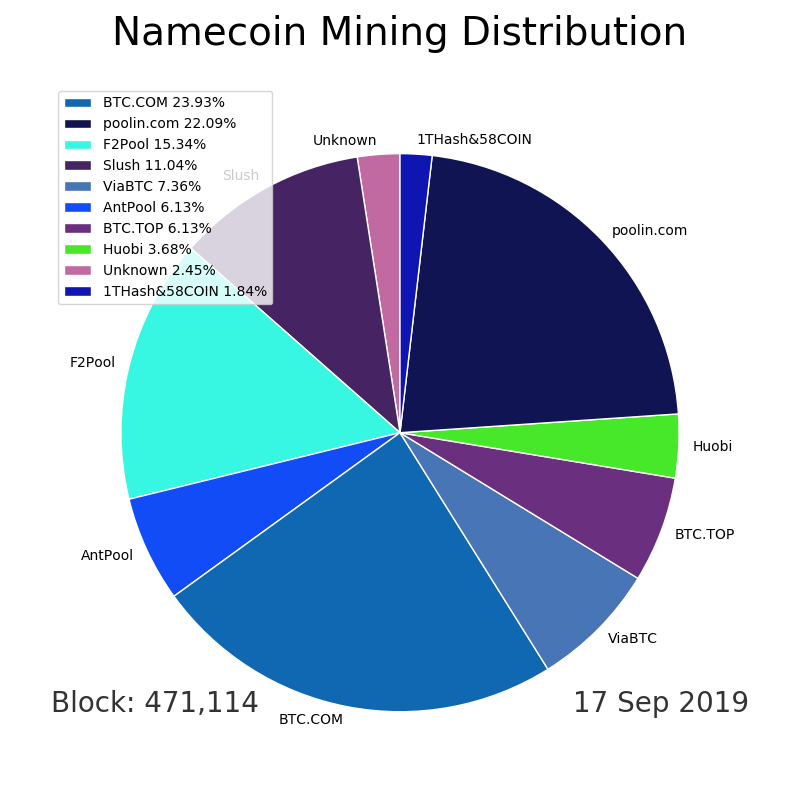 Namecoin Mining Distribution
BTC.COM 23.93%
poolin.com 22.09%
F2Pool 15.34%
Slush 11.04%
ViaBTC 7.36%
AntPool 6.13%
BTC.TOP 6.13%
Huobi 3.68%
Unknown 2.45%
1THash&58COIN 1.84%
Unknown
1THash&58COIN
Slush
poolin.com
F2Pool
Huobi
BTC.TOP
AntPool
ViaBTC
BTC.COM
Block: 471,114
17 Sep 2019